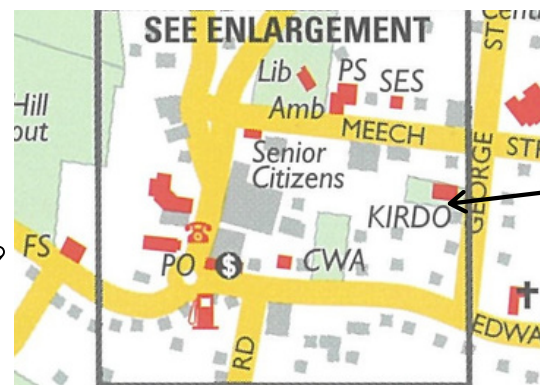 SEE ENLARGEMENT
ST
Lib
PS
SES
Hill
out
Amb
MEECH
STR
Senior
Citizens
GEORGE
KIRDO
FS
PO
$
CWA
EDWA
RD